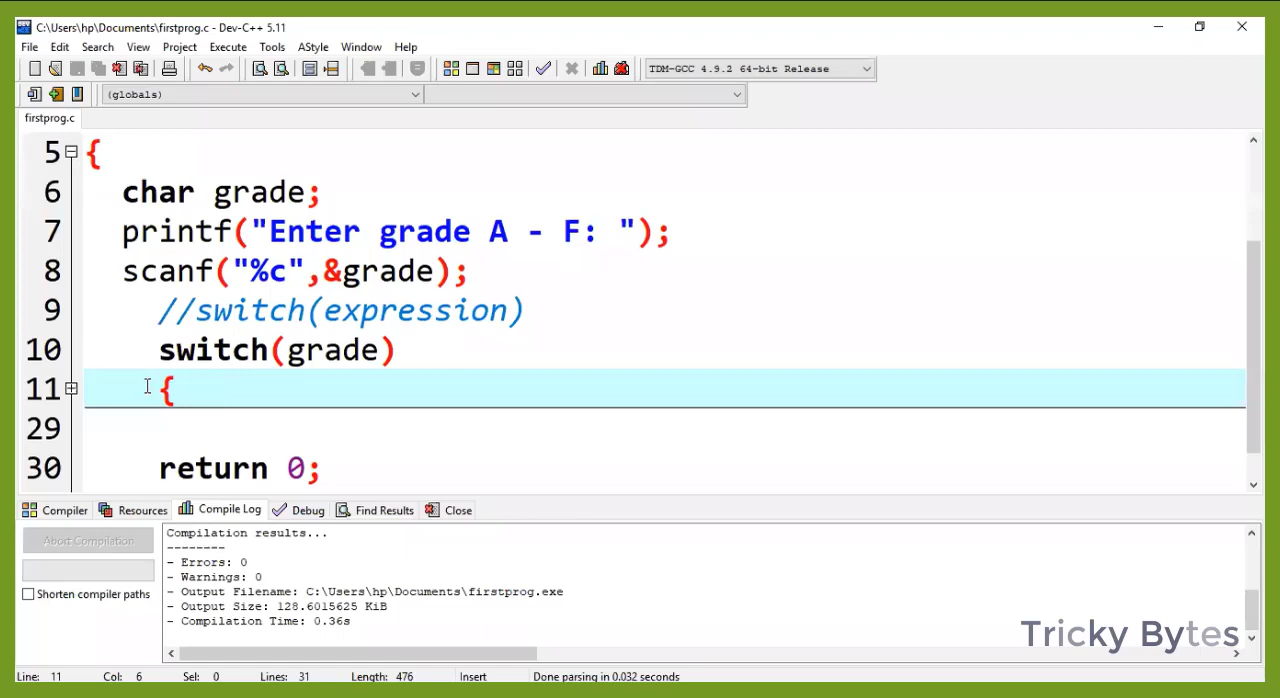 C:\Users\hp\Documents\firstprog.c - Dev-C++ 5.11
File Edit Search View Project Execute Tools AStyle Window Help
TDM-GCC 4.9.2 64-bit Release
(globals)
firstprog.c
5 {
6 char grade;
7 printf("Enter grade A - F: ");
8 scanf("%c",&grade);
9 //switch(expression)
10 switch(grade)
11 {
29
30 return 0;
Compiler Resources Compile Log Debug Find Results Close
Abort Compilation
Shorten compiler paths
Compilation results...
--------
- Errors: 0
- Warnings: 0
- Output Filename: C:\Users\hp\Documents\firstprog.exe
- Output Size: 128.6015625 KiB
- Compilation Time: 0.36s
Tricky Bytes
Line: 11 Col: 6 Sel: 0 Lines: 31 Length: 476 Insert Done parsing in 0.032 seconds